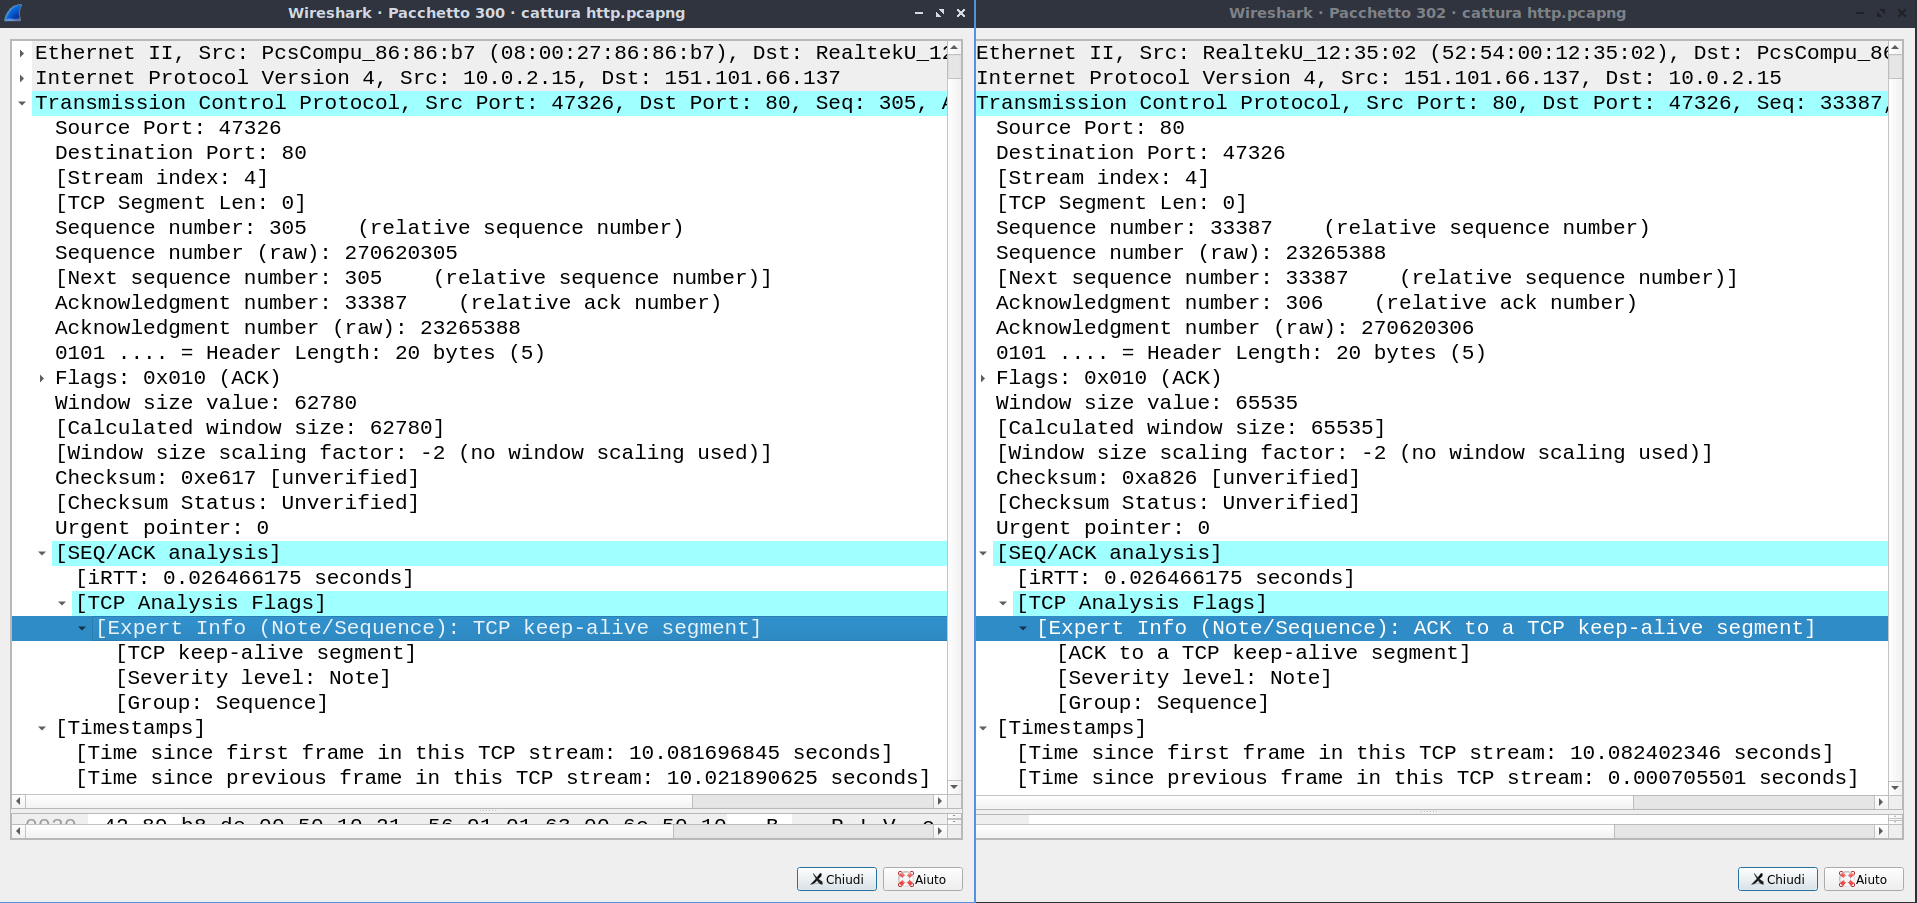 Wireshark · Pacchetto 300 · cattura http.pcapng
Ethernet II, Src: PcsCompu_86:86:b7 (08:00:27:86:86:b7), Dst: RealtekU_12
Internet Protocol Version 4, Src: 10.0.2.15, Dst: 151.101.66.137
Transmission Control Protocol, Src Port: 47326, Dst Port: 80, Seq: 305, A
Source Port: 47326
Destination Port: 80
[Stream index: 4]
[TCP Segment Len: 0]
Sequence number: 305    (relative sequence number)
Sequence number (raw): 270620305
[Next sequence number: 305    (relative sequence number)]
Acknowledgment number: 33387    (relative ack number)
Acknowledgment number (raw): 23265388
0101 .... = Header Length: 20 bytes (5)
Flags: 0x010 (ACK)
Window size value: 62780
[Calculated window size: 62780]
[Window size scaling factor: -2 (no window scaling used)]
Checksum: 0xe617 [unverified]
[Checksum Status: Unverified]
Urgent pointer: 0
[SEQ/ACK analysis]
[iRTT: 0.026466175 seconds]
[TCP Analysis Flags]
[Expert Info (Note/Sequence): TCP keep-alive segment]
[TCP keep-alive segment]
[Severity level: Note]
[Group: Sequence]
[Timestamps]
[Time since first frame in this TCP stream: 10.081696845 seconds]
[Time since previous frame in this TCP stream: 10.021890625 seconds]
Chiudi
Aiuto
Wireshark · Pacchetto 302 · cattura http.pcapng
Ethernet II, Src: RealtekU_12:35:02 (52:54:00:12:35:02), Dst: PcsCompu_86
Internet Protocol Version 4, Src: 151.101.66.137, Dst: 10.0.2.15
Transmission Control Protocol, Src Port: 80, Dst Port: 47326, Seq: 33387,
Source Port: 80
Destination Port: 47326
[Stream index: 4]
[TCP Segment Len: 0]
Sequence number: 33387    (relative sequence number)
Sequence number (raw): 23265388
[Next sequence number: 33387    (relative sequence number)]
Acknowledgment number: 306    (relative ack number)
Acknowledgment number (raw): 270620306
0101 .... = Header Length: 20 bytes (5)
Flags: 0x010 (ACK)
Window size value: 65535
[Calculated window size: 65535]
[Window size scaling factor: -2 (no window scaling used)]
Checksum: 0xa826 [unverified]
[Checksum Status: Unverified]
Urgent pointer: 0
[SEQ/ACK analysis]
[iRTT: 0.026466175 seconds]
[TCP Analysis Flags]
[Expert Info (Note/Sequence): ACK to a TCP keep-alive segment]
[ACK to a TCP keep-alive segment]
[Severity level: Note]
[Group: Sequence]
[Timestamps]
[Time since first frame in this TCP stream: 10.082402346 seconds]
[Time since previous frame in this TCP stream: 0.000705501 seconds]
Chiudi
Aiuto